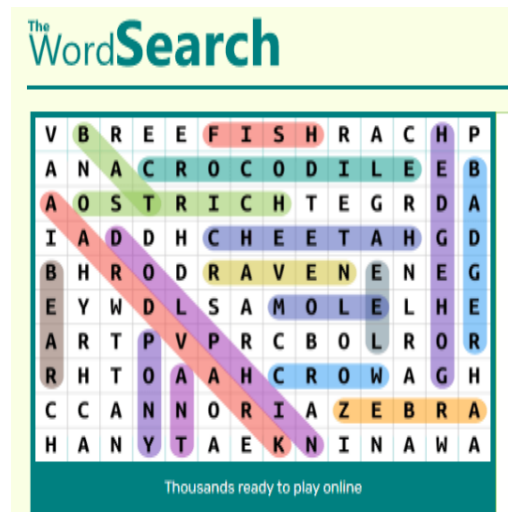 The
WordSearch
V B R E E F I S H R A C H P
A N A C R O C O D I L E E B
A O S T R I C H T E G R D A
I A D D H C H E E T A H G D
B H R O D R A V E N E N E G
E Y W D L S A M O L E L H E
A R T P V P R C B O L R O R
R H T O A A H C R O W A G H
C C A N N O R I A Z E B R A
H A N Y T A E K N I N A W A
Thousands ready to play online